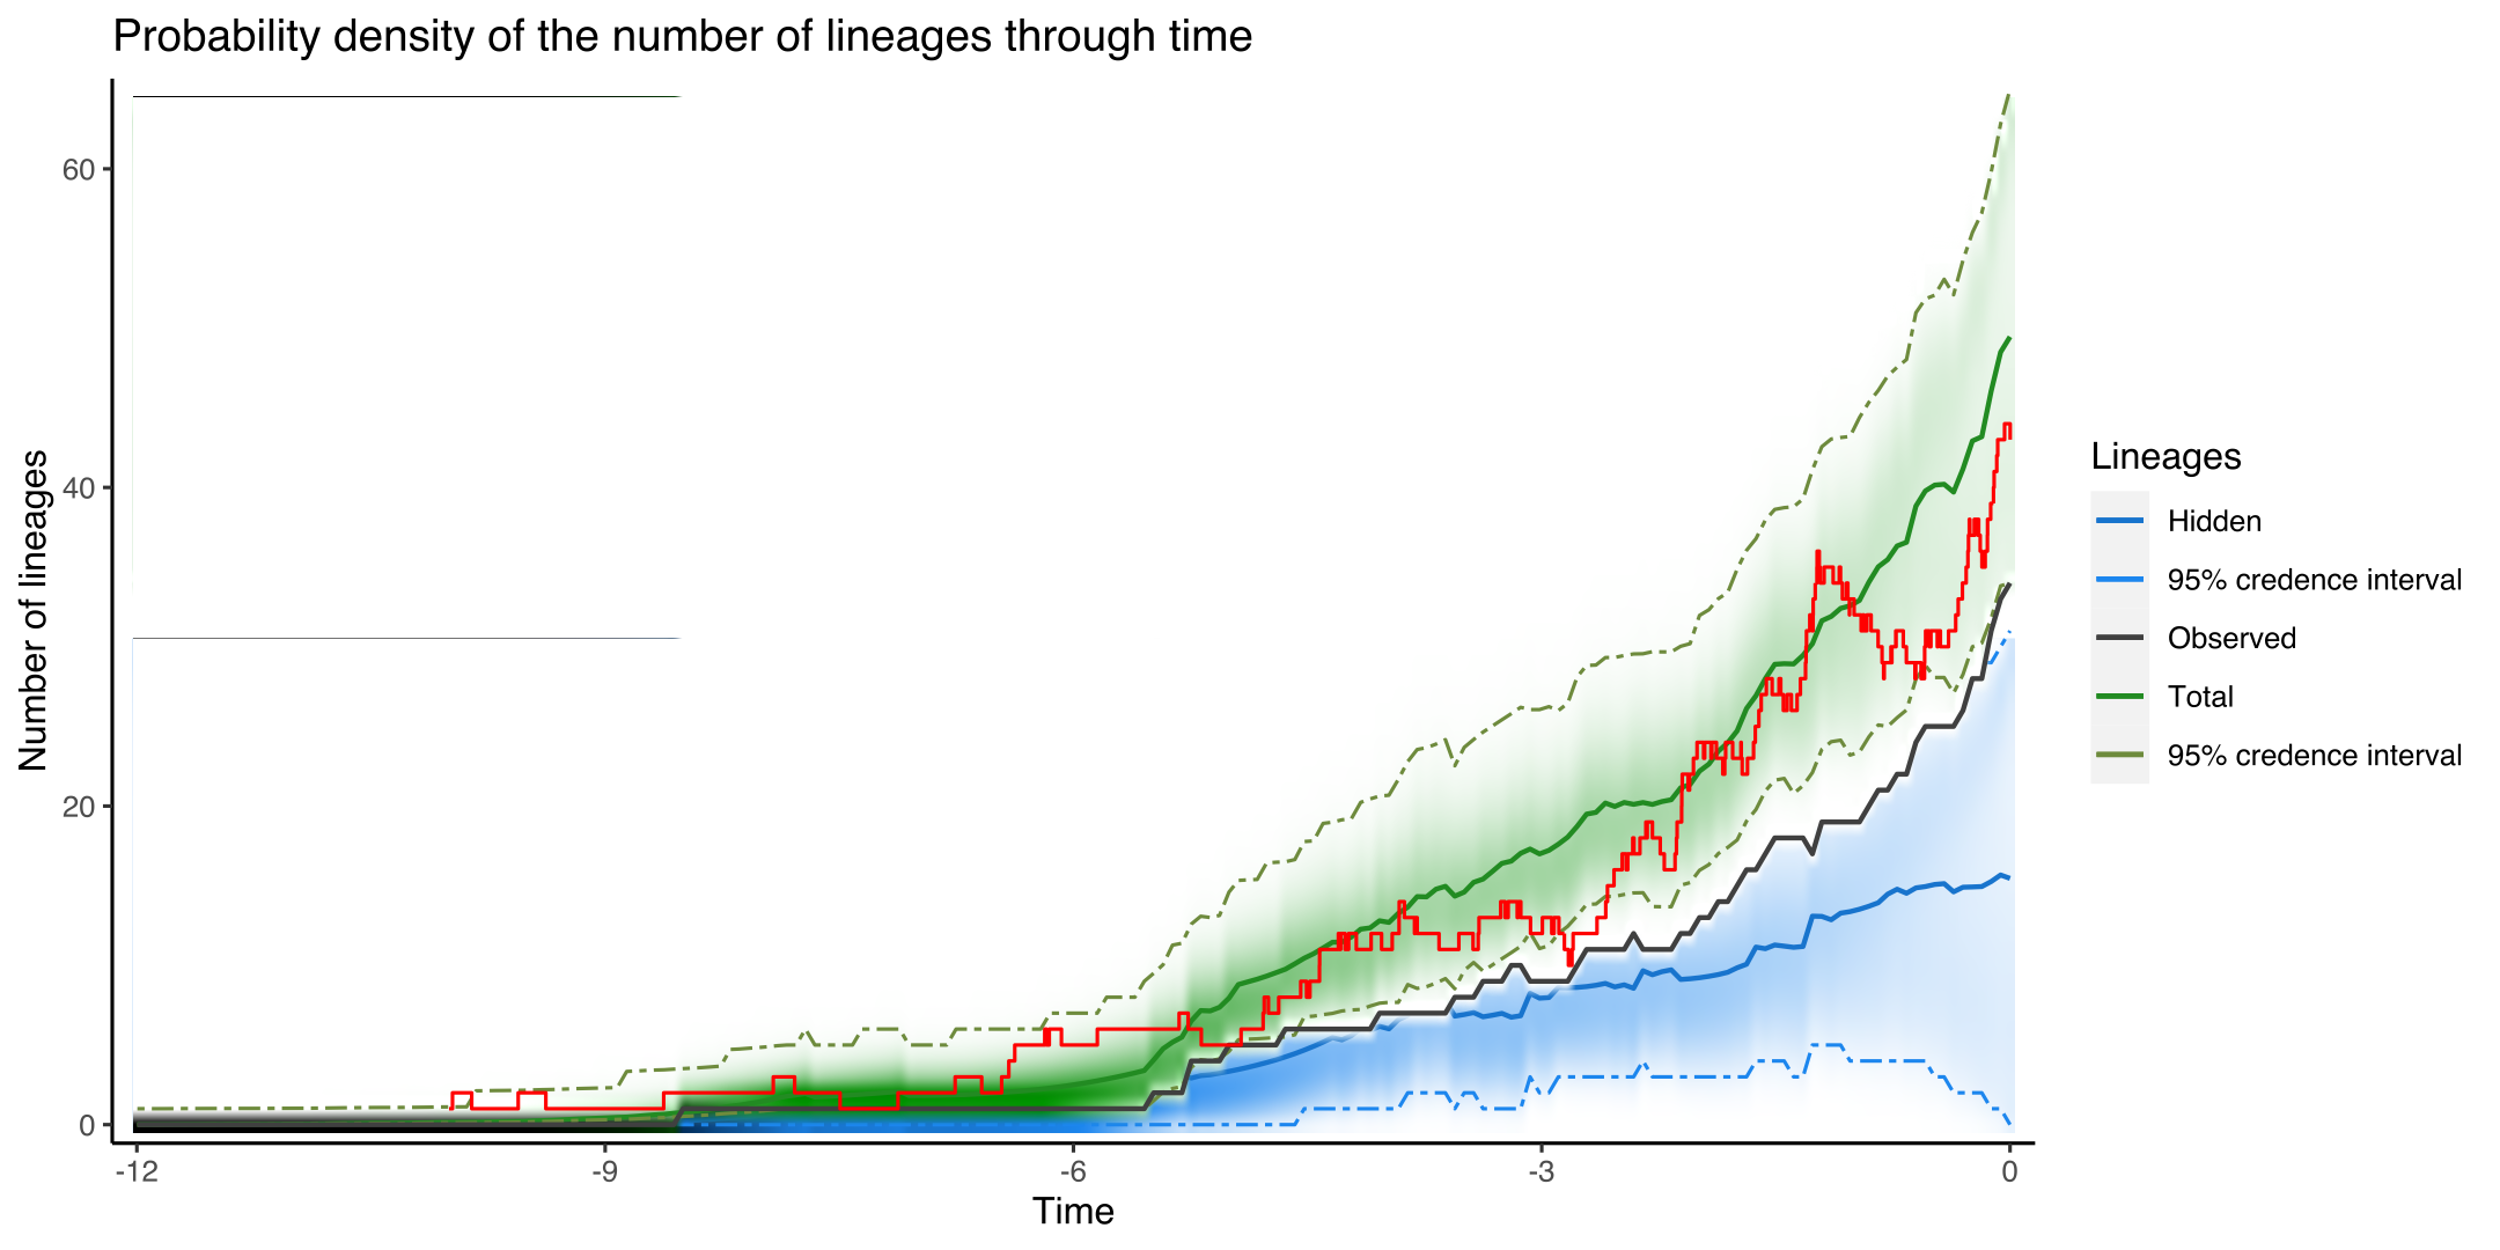 Probability density of the number of lineages through time
Number of lineages
60
40
20
0
-12
-9
-6
-3
0
Time
Lineages
Hidden
95% credence interval
Observed
Total
95% credence interval